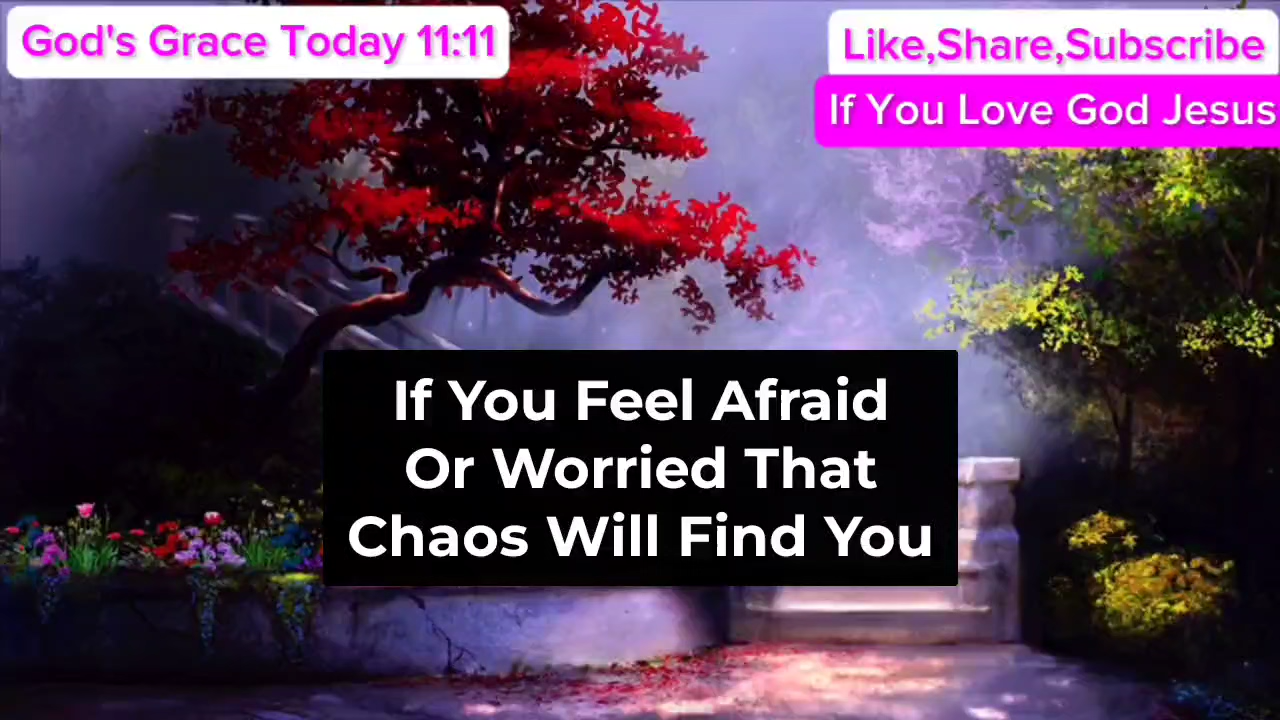 God's Grace Today 11:11
Like,Share,Subscribe
If You Love God Jesus
If You Feel Afraid
Or Worried That
Chaos Will Find You